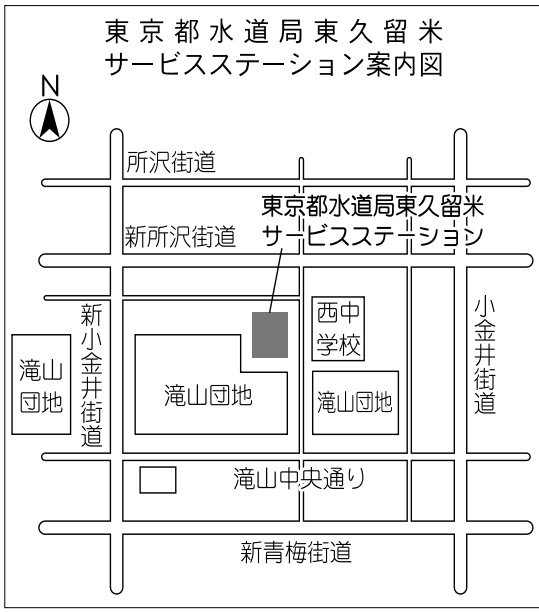 東京都水道局東久留米
サービスステーション案内図
N
所沢街道
東京都水道局東久留米
サービスステーション
新所沢街道
新小金井街道
西中
学校
小金井街道
滝山
団地
滝山団地
滝山団地
滝山中央通り
新青梅街道